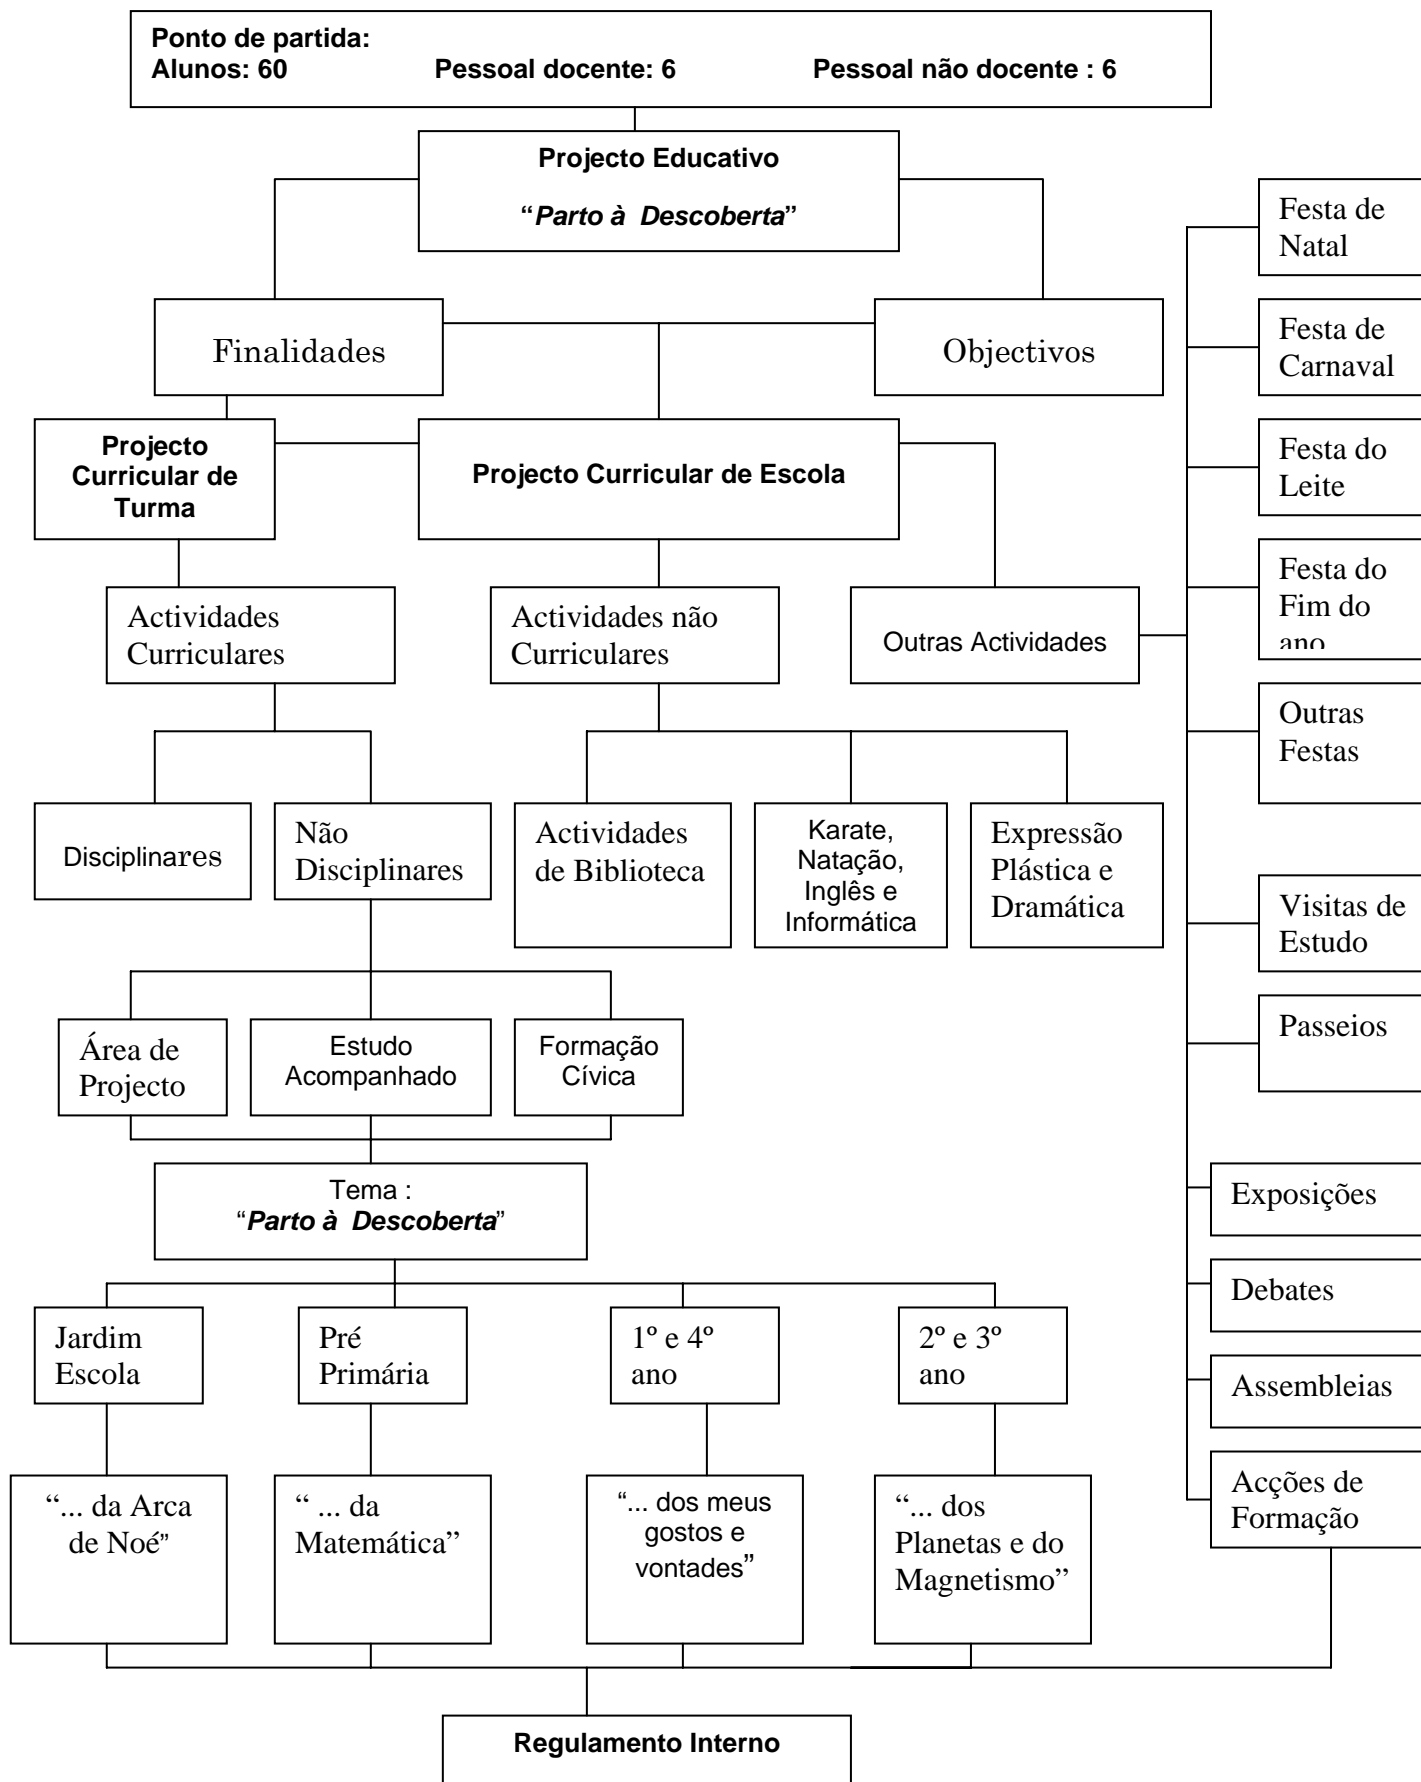 Ponto de partida:
Alunos: 60 Pessoal docente: 6 Pessoal não docente : 6
Projecto Educativo
“Parto à Descoberta”
Finalidades
Objectivos
Projecto
Curricular de
Turma
Projecto Curricular de Escola
Actividades
Curriculares
Actividades não
Curriculares
Outras Actividades
Disciplinares
Não
Disciplinares
Actividades
de Biblioteca
Karate,
Natação,
Inglês e
Informática
Expressão
Plástica e
Dramática
Área de
Projecto
Estudo
Acompanhado
Formação
Cívica
Tema :
“Parto à Descoberta”
Jardim
Escola
Pré
Primária
1º e 4º
ano
2º e 3º
ano
“... da Arca
de Noé”
“ ... da
Matemática”
“... dos meus
gostos e
vontades”
“... dos
Planetas e do
Magnetismo”
Festa de
Natal
Festa de
Carnaval
Festa do
Leite
Festa do
Fim do
ano
Outras
Festas
Visitas de
Estudo
Passeios
Exposições
Debates
Assembleias
Acções de
Formação
Regulamento Interno